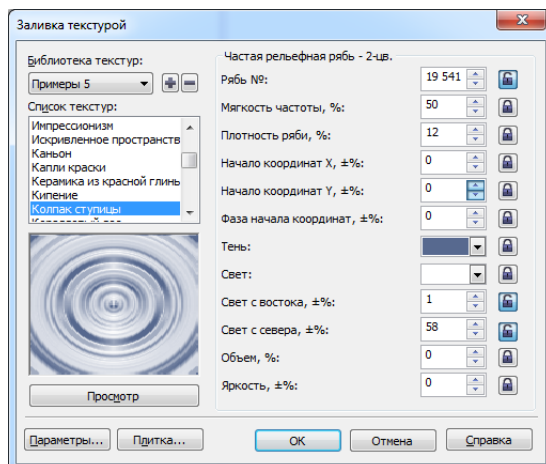 Заливка текстурой
Библиотека текстур:
Примеры 5
Список текстур:
Импрессионизм
Искривленное пространств
Каньон
Капли краски
Керамика из красной глинь
Кипение
Колпак ступицы
Просмотр
Частая рельефная рябь - 2-цв.
Рябь №: 19 541
Мягкость частоты, %: 50
Плотность ряби, %: 12
Начало координат X, ±%: 0
Начало координат Y, ±%: 0
Фаза начала координат, ±%: 0
Тень:
Свет:
Свет с востока, ±%: 1
Свет с севера, ±%: 58
Объем, %: 0
Яркость, ±%: 0
Параметры... Плитка... ОК Отмена Справка